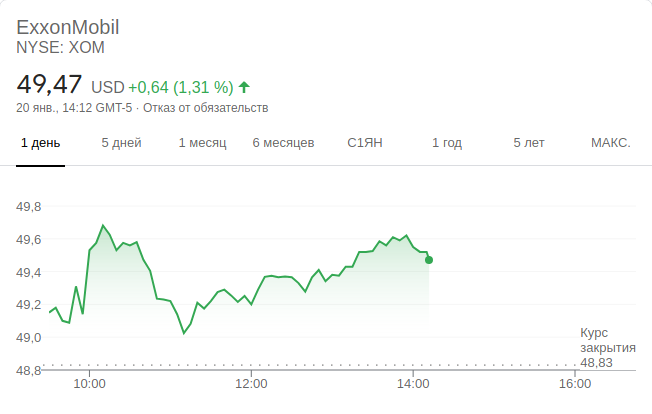 ExxonMobil
NYSE: XOM
49,47 USD +0,64 (1,31 %)
20 янв., 14:12 GMT-5 · Отказ от обязательств
1 день 5 дней 1 месяц 6 месяцев С1ЯН 1 год 5 лет МАКС.
49,8
49,6
49,4
49,2
49,0
Курс
закрытия
48,83
48,8
10:00 12:00 14:00 16:00